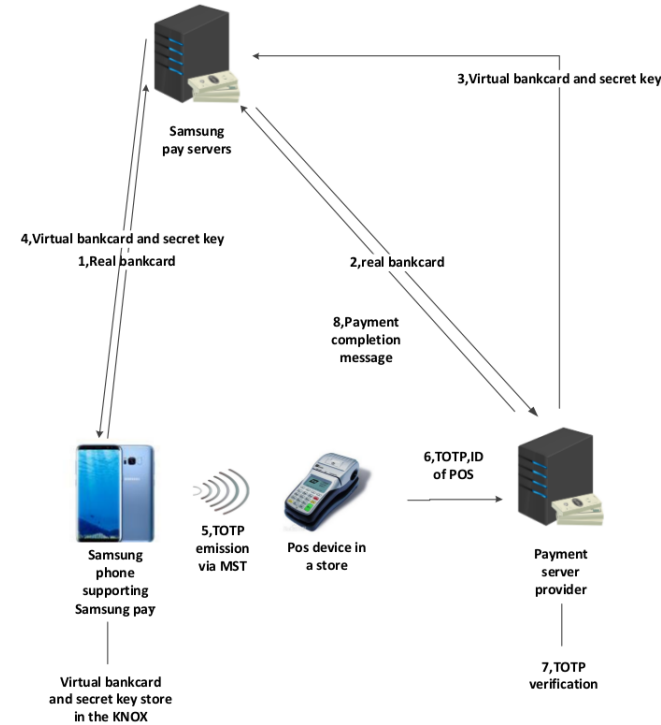 3,Virtual bankcard and secret key
Samsung
pay servers
4,Virtual bankcard and secret key
1,Real bankcard
2,real bankcard
8,Payment
completion
message
6,TOTP,ID
of POS
5,TOTP
emission
via MST
Pos device in
a store
Samsung
phone
supporting
Samsung pay
Payment
server
provider
Virtual bankcard
and secret key store
in the KNOX
7,TOTP
verification